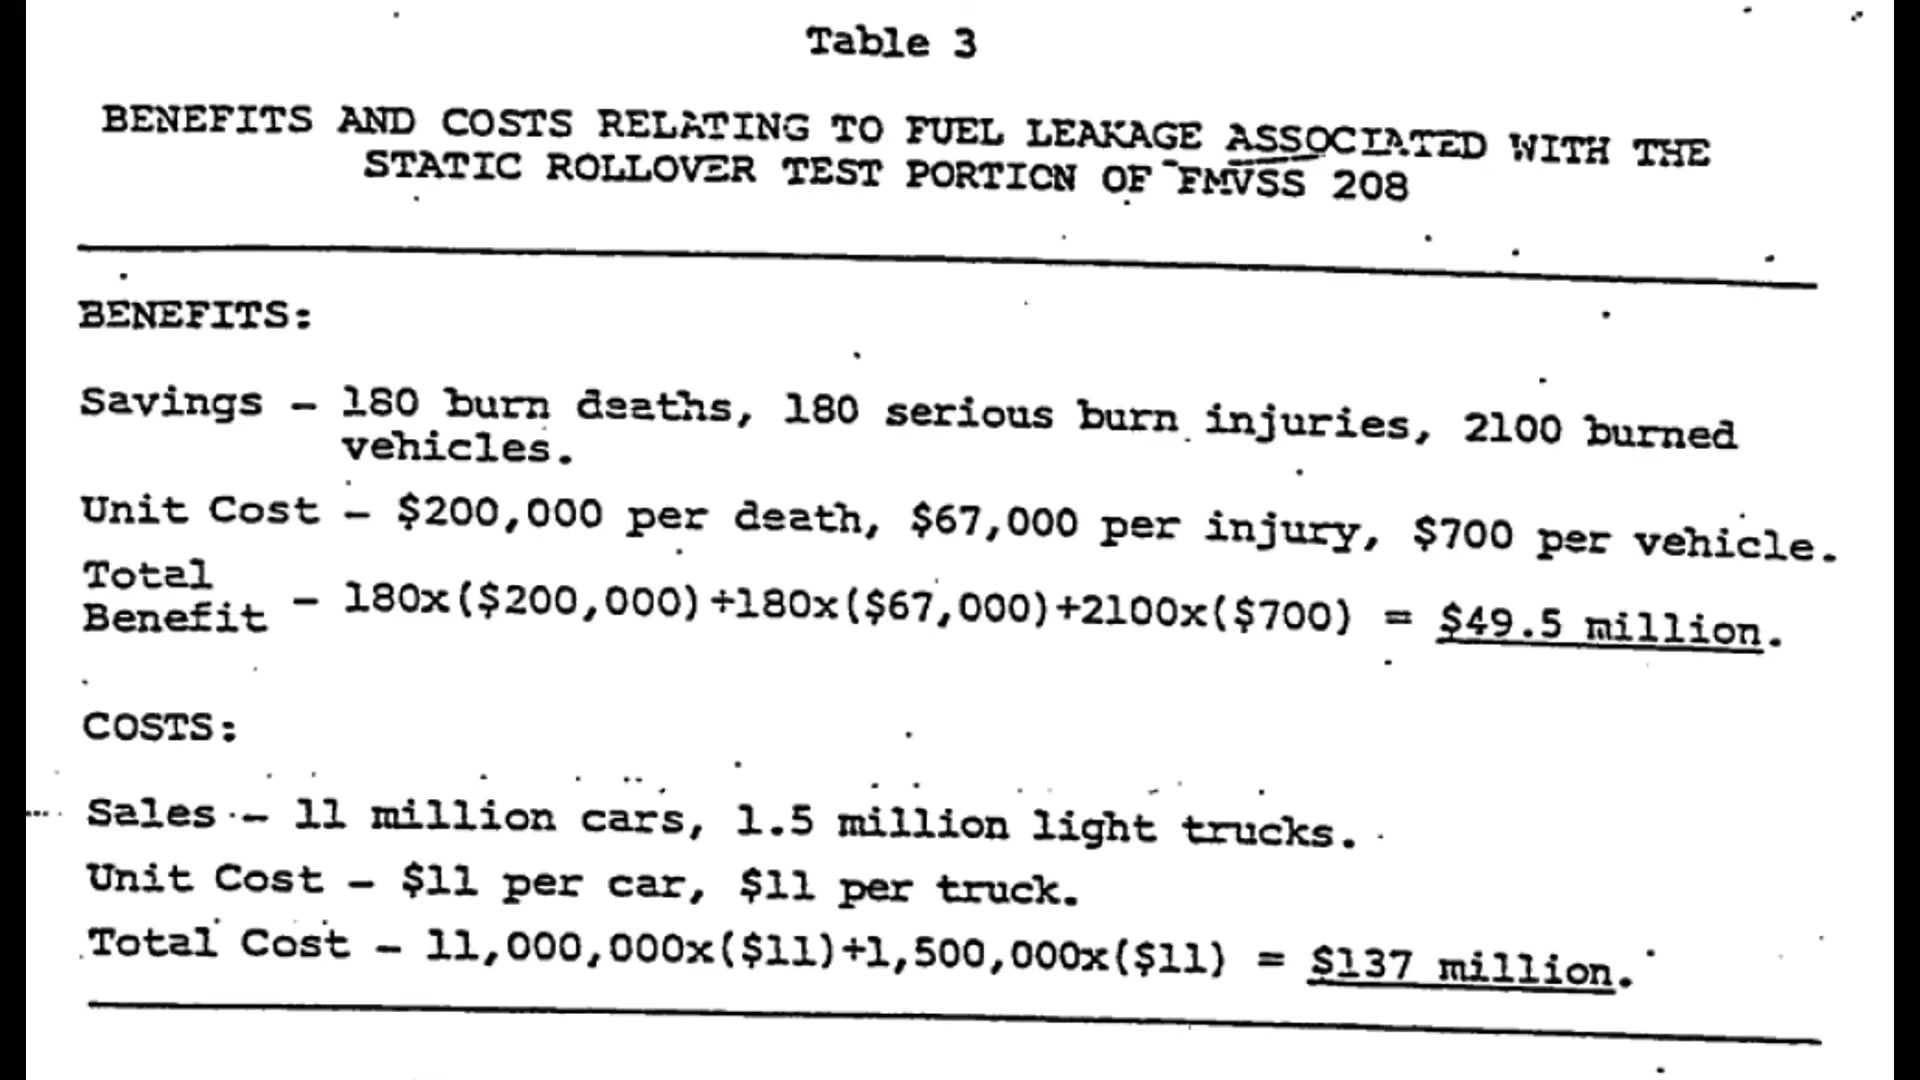 Table 3
BENEFITS AND COSTS RELATING TO FUEL LEAKAGE ASSOCIATED WITH THE
STATIC ROLLOVER TEST PORTION OF FMVSS 208
BENEFITS:
Savings - 180 burn deaths, 180 serious burn injuries, 2100 burned
vehicles.
Unit Cost - $200,000 per death, $67,000 per injury, $700 per vehicle.
Total
Benefit - 180x($200,000)+180x($67,000)+2100x($700) = $49.5 million.
COSTS:
Sales - 11 million cars, 1.5 million light trucks.
Unit Cost - $11 per car, $11 per truck.
Total Cost - 11,000,000x($11)+1,500,000x($11) = $137 million.